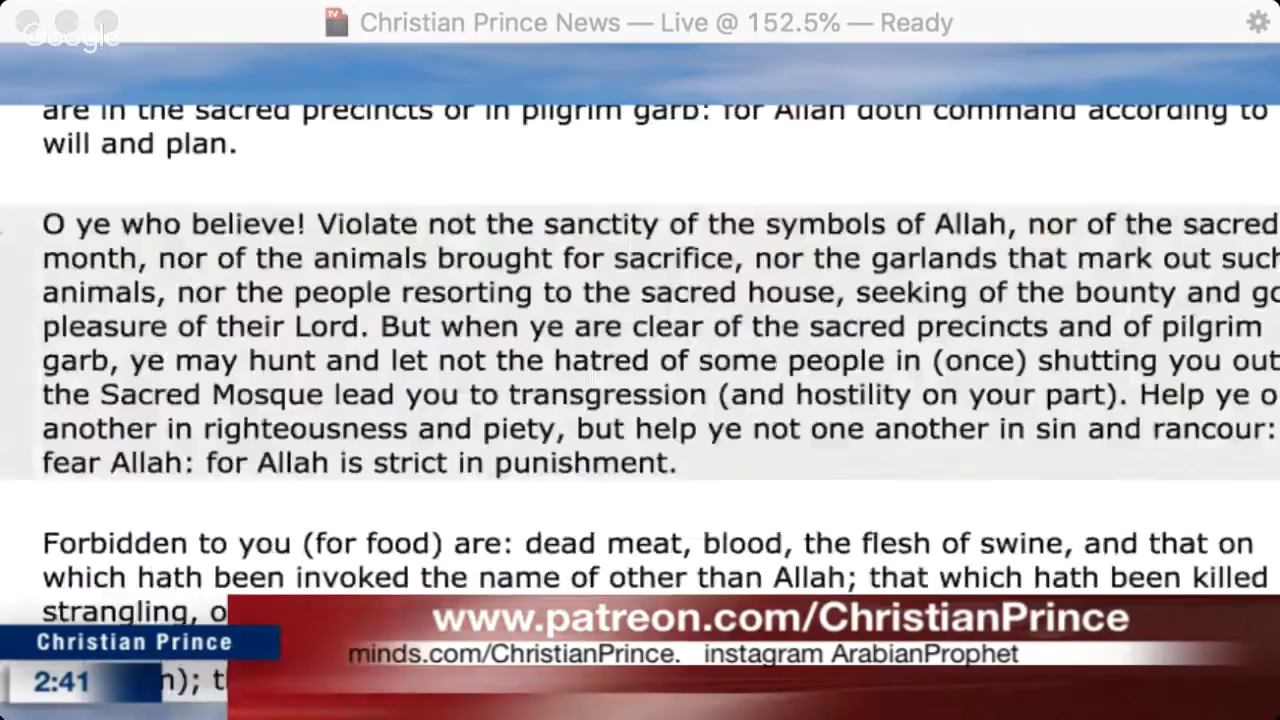 Google
Christian Prince News — Live @ 152.5% — Ready
are in the sacred precincts or in pilgrim garb: for Allah doth command according to
will and plan.
O ye who believe! Violate not the sanctity of the symbols of Allah, nor of the sacred
month, nor of the animals brought for sacrifice, nor the garlands that mark out such
animals, nor the people resorting to the sacred house, seeking of the bounty and
pleasure of their Lord. But when ye are clear of the sacred precincts and of pilgrim
garb, ye may hunt and let not the hatred of some people in (once) shutting you out
the Sacred Mosque lead you to transgression (and hostility on your part). Help ye
another in righteousness and piety, but help ye not one another in sin and rancour:
fear Allah: for Allah is strict in punishment.
Forbidden to you (for food) are: dead meat, blood, the flesh of swine, and that on
which hath been invoked the name of other than Allah; that which hath been killed
strangling,
www.patreon.com/ChristianPrince
Christian Prince
minds.com/ChristianPrince. instagram ArabianProphet
2:41